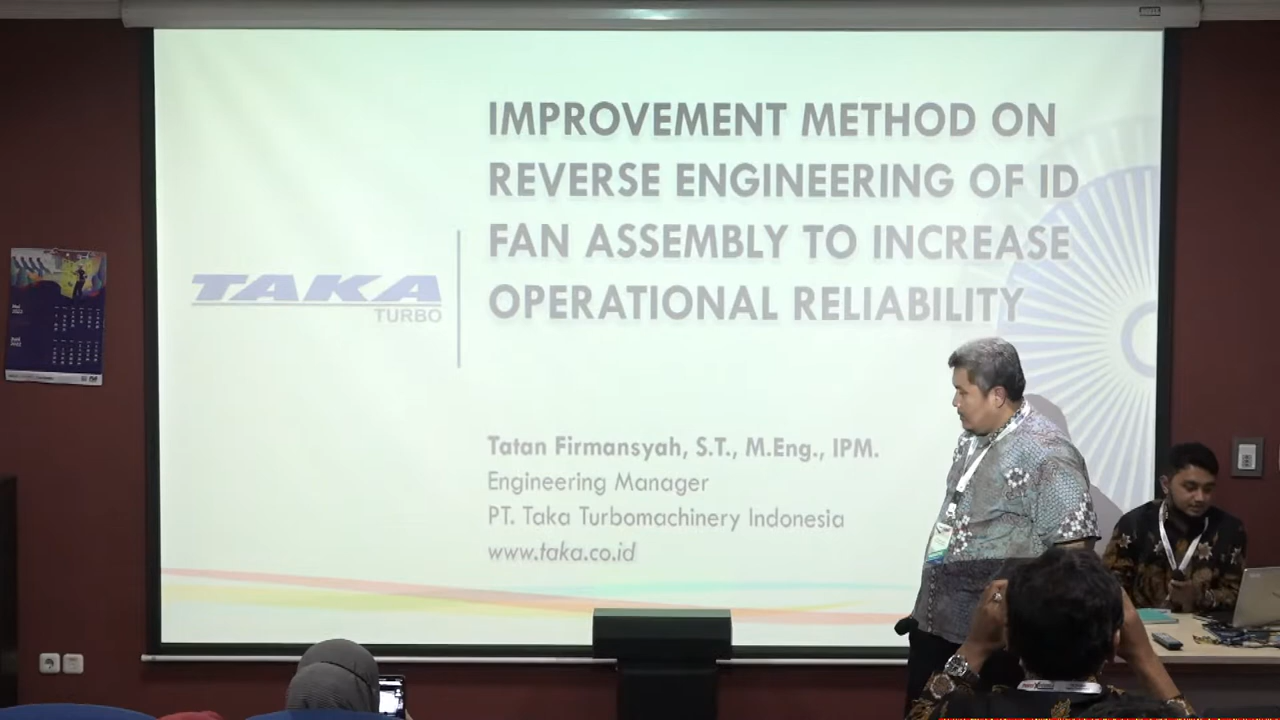 IMPROVEMENT METHOD ON
REVERSE ENGINEERING OF ID
FAN ASSEMBLY TO INCREASE
OPERATIONAL RELIABILITY
TAKA
TURBO
Tatan Firmansyah, S.T., M.Eng., IPM.
Engineering Manager
PT. Taka Turbomachinery Indonesia
www.taka.co.id